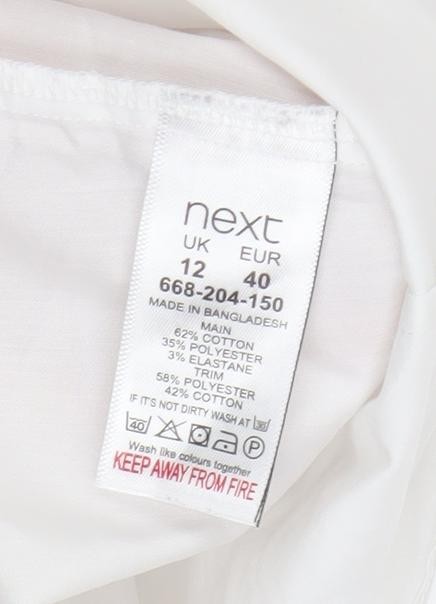 next
UK EUR
12 40
668-204-150
MADE IN BANGLADESH
MAIN
62% COTTON
35% POLYESTER
3% ELASTANE
TRIM
58% POLYESTER
42% COTTON
IF IT'S NOT DIRTY WASH AT 30
40 P
Wash like colours together
KEEP AWAY FROM FIRE